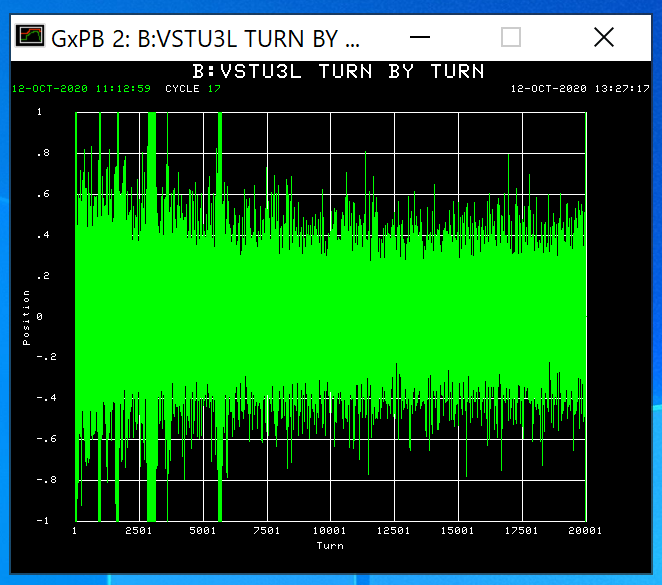 GxPB 2: B:VSTU3L TURN BY ...
B:VSTU3L TURN BY TURN
12-OCT-2020 11:12:59 CYCLE 17 12-OCT-2020 13:27:17
1
.8
.6
.4
.2
0
-.2
-.4
-.6
-.8
-1
Position
1 2501 5001 7501 10001 12501 15001 17501 20001
Turn